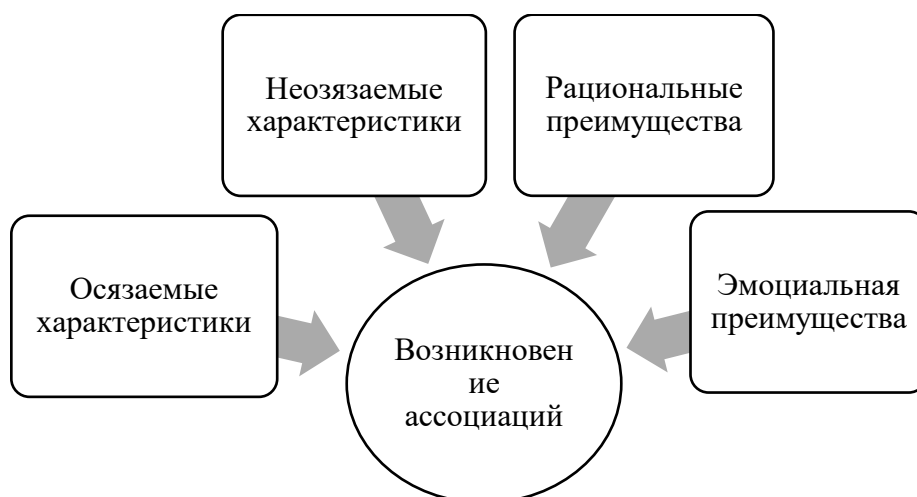 Неозязаемые
характеристики
Рациональные
преимущества
Осязаемые
характеристики
Эмоциальная
преимущества
Возникновен
ие
ассоциаций